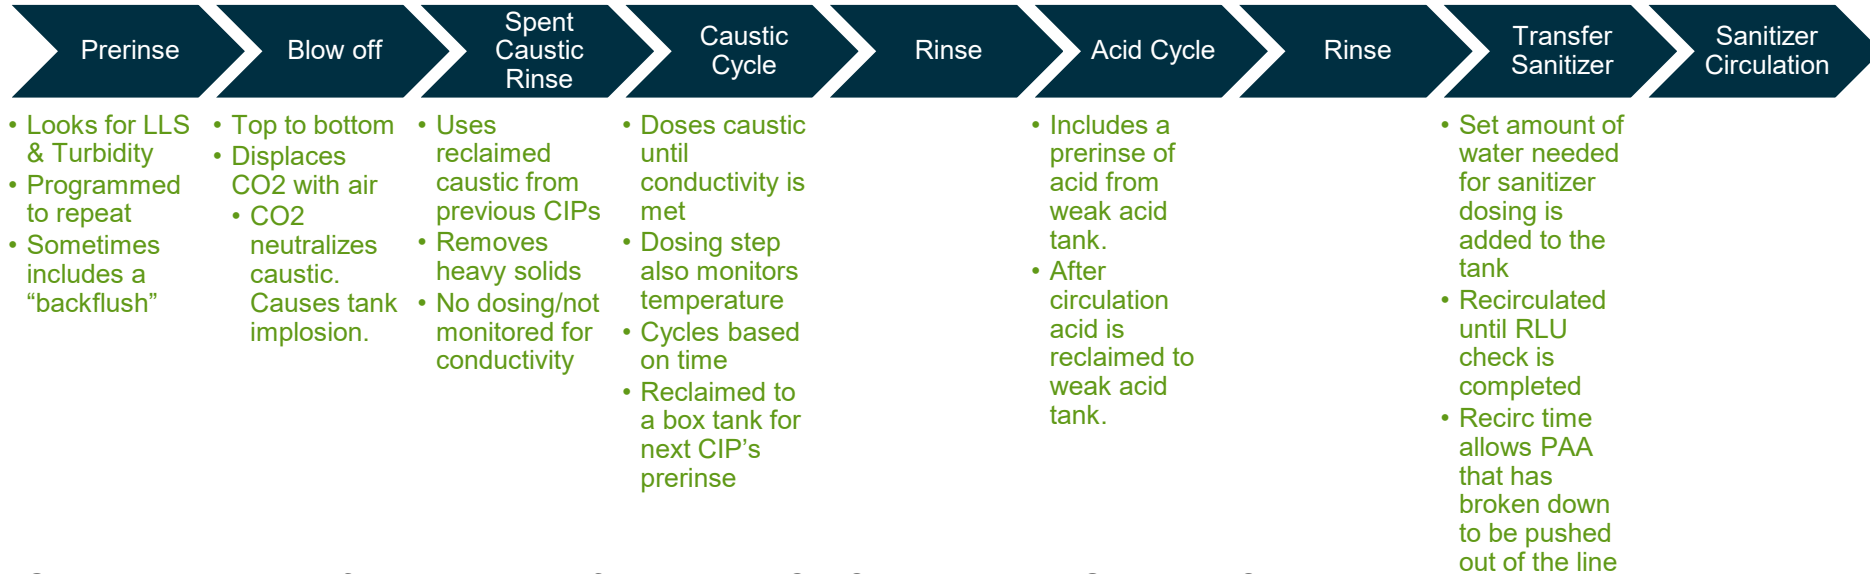 Prerinse
Blow off
Spent
Caustic
Rinse
Caustic
Cycle
Rinse
Acid Cycle
Rinse
Transfer
Sanitizer
Sanitizer
Circulation
• Looks for LLS
& Turbidity
• Programmed
to repeat
• Sometimes
includes a
“backflush”
• Top to bottom
• Displaces
CO2 with air
• CO2
neutralizes
caustic.
Causes tank
implosion.
• Uses
reclaimed
caustic from
previous CIPs
• Removes
heavy solids
• No dosing/not
monitored for
conductivity
• Doses caustic
until
conductivity is
met
• Dosing step
also monitors
temperature
• Cycles based
on time
• Reclaimed to
a box tank for
next CIP’s
prerinse
• Includes a
prerinse of
acid from
weak acid
tank.
• After
circulation
acid is
reclaimed to
weak acid
tank.
• Set amount of
water needed
for sanitizer
dosing is
added to the
tank
• Recirculated
until RLU
check is
completed
• Recirc time
allows PAA
that has
broken down
to be pushed
out of the line